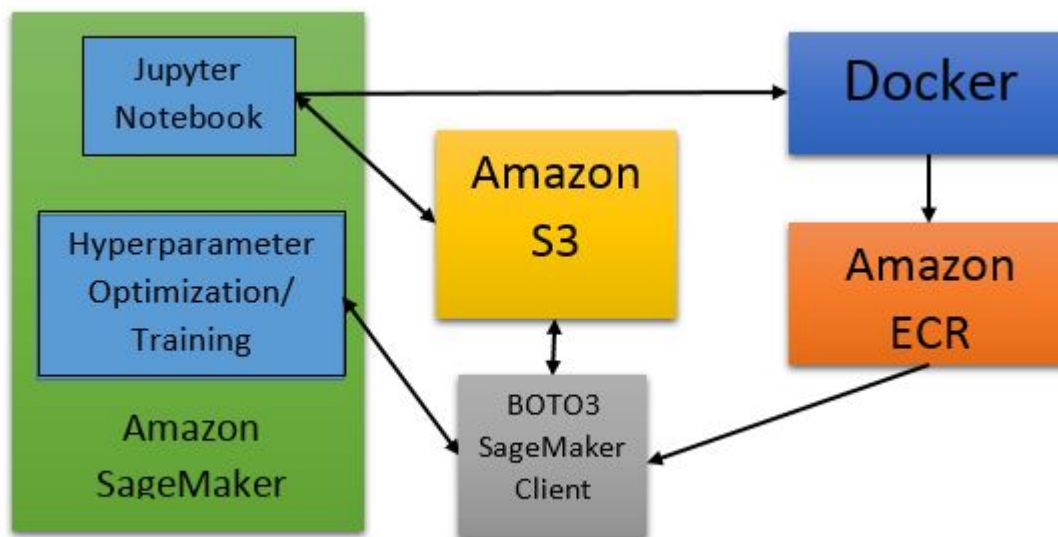 Jupyter
Notebook
Docker
Amazon
S3
Hyperparameter
Optimization/
Training
Amazon
ECR
BOTO3
SageMaker
Client
Amazon
SageMaker